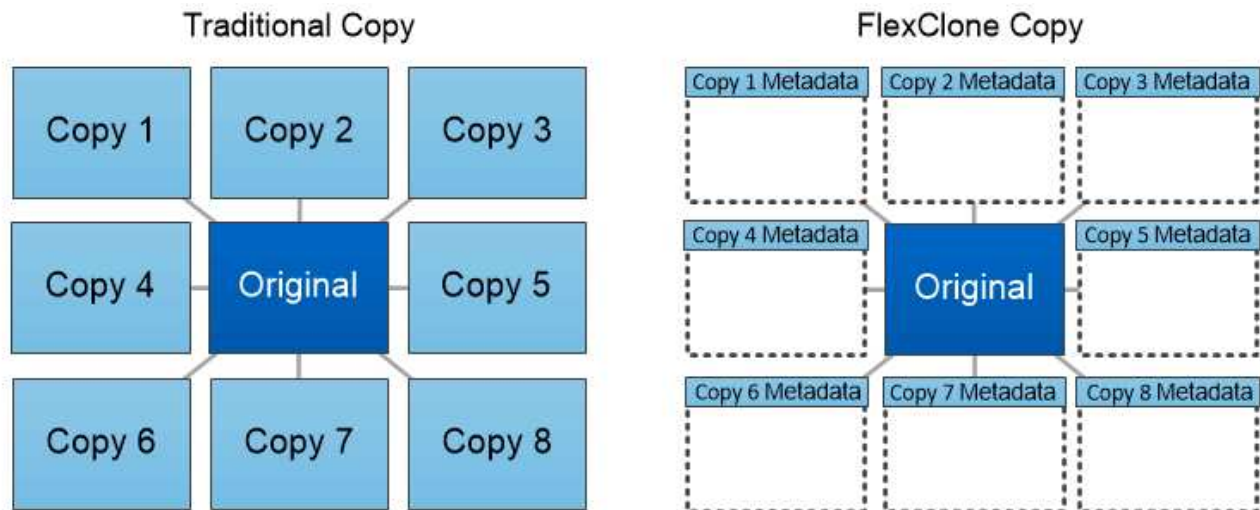 Traditional Copy
Copy 1
Copy 2
Copy 3
Copy 4
Original
Copy 5
Copy 6
Copy 7
Copy 8
FlexClone Copy
Copy 1 Metadata
Copy 2 Metadata
Copy 3 Metadata
Copy 4 Metadata
Original
Copy 5 Metadata
Copy 6 Metadata
Copy 7 Metadata
Copy 8 Metadata